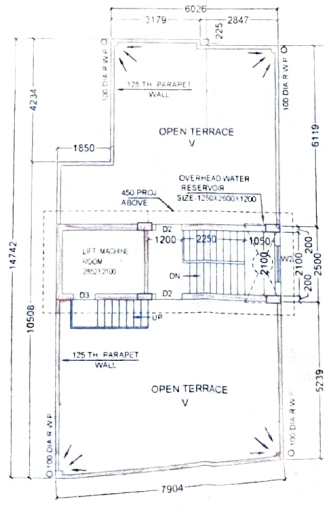 6026
3179
2847
225
100 DIA R.W.P
100 DIA R.W.P
4234
125 TH. PARAPET
WALL
OPEN TERRACE
V
6119
1850
OVERHEAD WATER
RESERVOIR
SIZE-1250X2600X1200
450 PROJ.
ABOVE
14742
D2
1200
2250
1050
200
LIFT MACHINE
ROOM
2100
W2
2100
2500
DN
D3
D2
200
UP
10508
125 TH. PARAPET
WALL
OPEN TERRACE
V
5239
100 DIA R.W.P
100 DIA R.W.P
7904